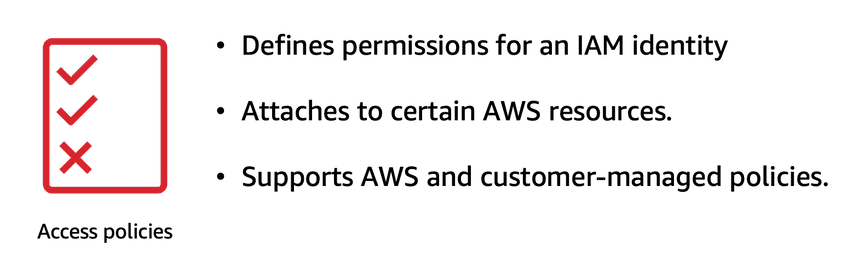 • Defines permissions for an IAM identity
• Attaches to certain AWS resources.
• Supports AWS and customer-managed policies.
Access policies